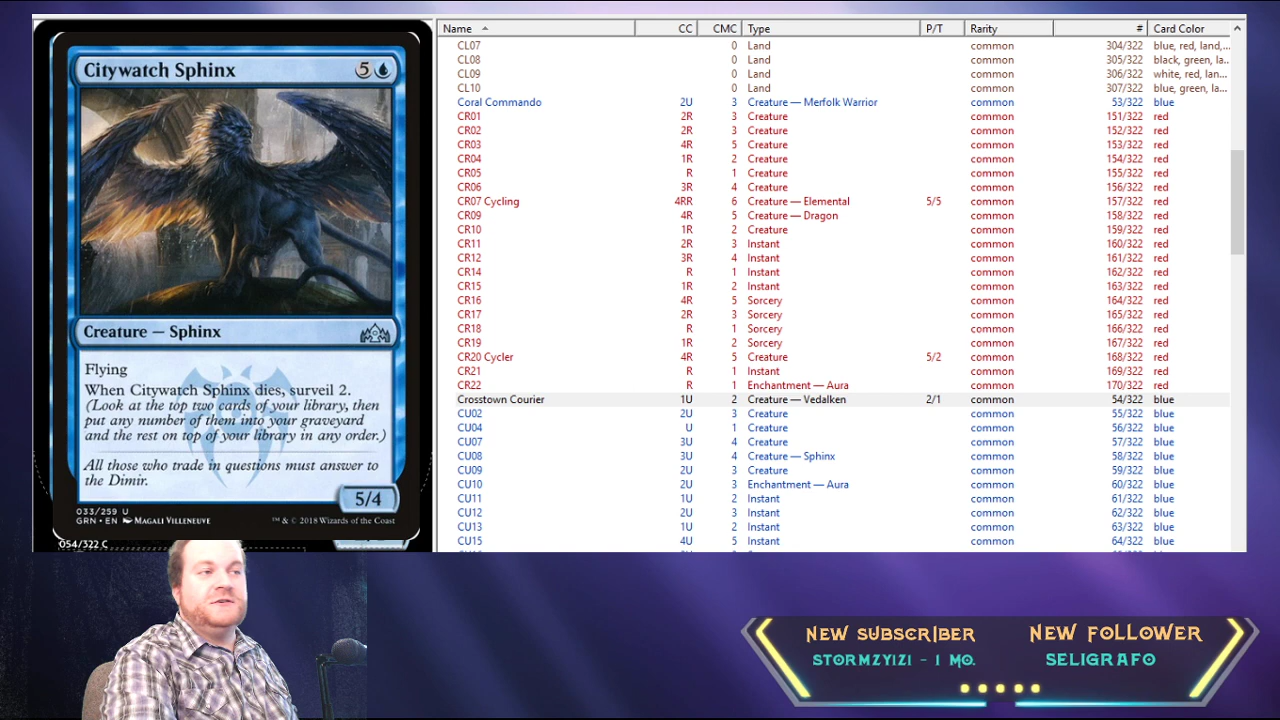 Citywatch Sphinx 5
Creature — Sphinx
Flying
When Citywatch Sphinx dies, surveil 2.
(Look at the top two cards of your library, then
put any number of them into your graveyard
and the rest on top of your library in any order.)
All those who trade in questions must answer to
the Dimir.
5/4
033/259 U
GRN • EN Magali Villeneuve ™ & © 2018 Wizards of the Coast
054/322 C
Name CC CMC Type P/T Rarity # Card Color
CL07 0 Land common 304/322 blue, red, land,...
CL08 0 Land common 305/322 black, green, la...
CL09 0 Land common 306/322 white, red, lan...
CL10 0 Land common 307/322 blue, green, la...
Coral Commando 2U 3 Creature — Merfolk Warrior common 53/322 blue
CR01 2R 3 Creature common 151/322 red
CR02 2R 3 Creature common 152/322 red
CR03 4R 5 Creature common 153/322 red
CR04 1R 2 Creature common 154/322 red
CR05 R 1 Creature common 155/322 red
CR06 3R 4 Creature common 156/322 red
CR07 Cycling 4RR 6 Creature — Elemental 5/5 common 157/322 red
CR09 4R 5 Creature — Dragon common 158/322 red
CR10 1R 2 Creature common 159/322 red
CR11 2R 3 Instant common 160/322 red
CR12 3R 4 Instant common 161/322 red
CR14 R 1 Instant common 162/322 red
CR15 1R 2 Instant common 163/322 red
CR16 4R 5 Sorcery common 164/322 red
CR17 2R 3 Sorcery common 165/322 red
CR18 R 1 Sorcery common 166/322 red
CR19 1R 2 Sorcery common 167/322 red
CR20 Cycler 4R 5 Creature 5/2 common 168/322 red
CR21 R 1 Instant common 169/322 red
CR22 R 1 Enchantment — Aura common 170/322 red
Crosstown Courier 1U 2 Creature — Vedalken 2/1 common 54/322 blue
CU02 2U 3 Creature common 55/322 blue
CU04 U 1 Creature common 56/322 blue
CU07 3U 4 Creature common 57/322 blue
CU08 3U 4 Creature — Sphinx common 58/322 blue
CU09 2U 3 Creature common 59/322 blue
CU10 2U 3 Enchantment — Aura common 60/322 blue
CU11 1U 2 Instant common 61/322 blue
CU12 2U 3 Instant common 62/322 blue
CU13 1U 2 Instant common 63/322 blue
CU15 4U 5 Instant common 64/322 blue
NEW SUBSCRIBER
STORMZYIZI - 1 MO.
NEW FOLLOWER
SELIGRAFO